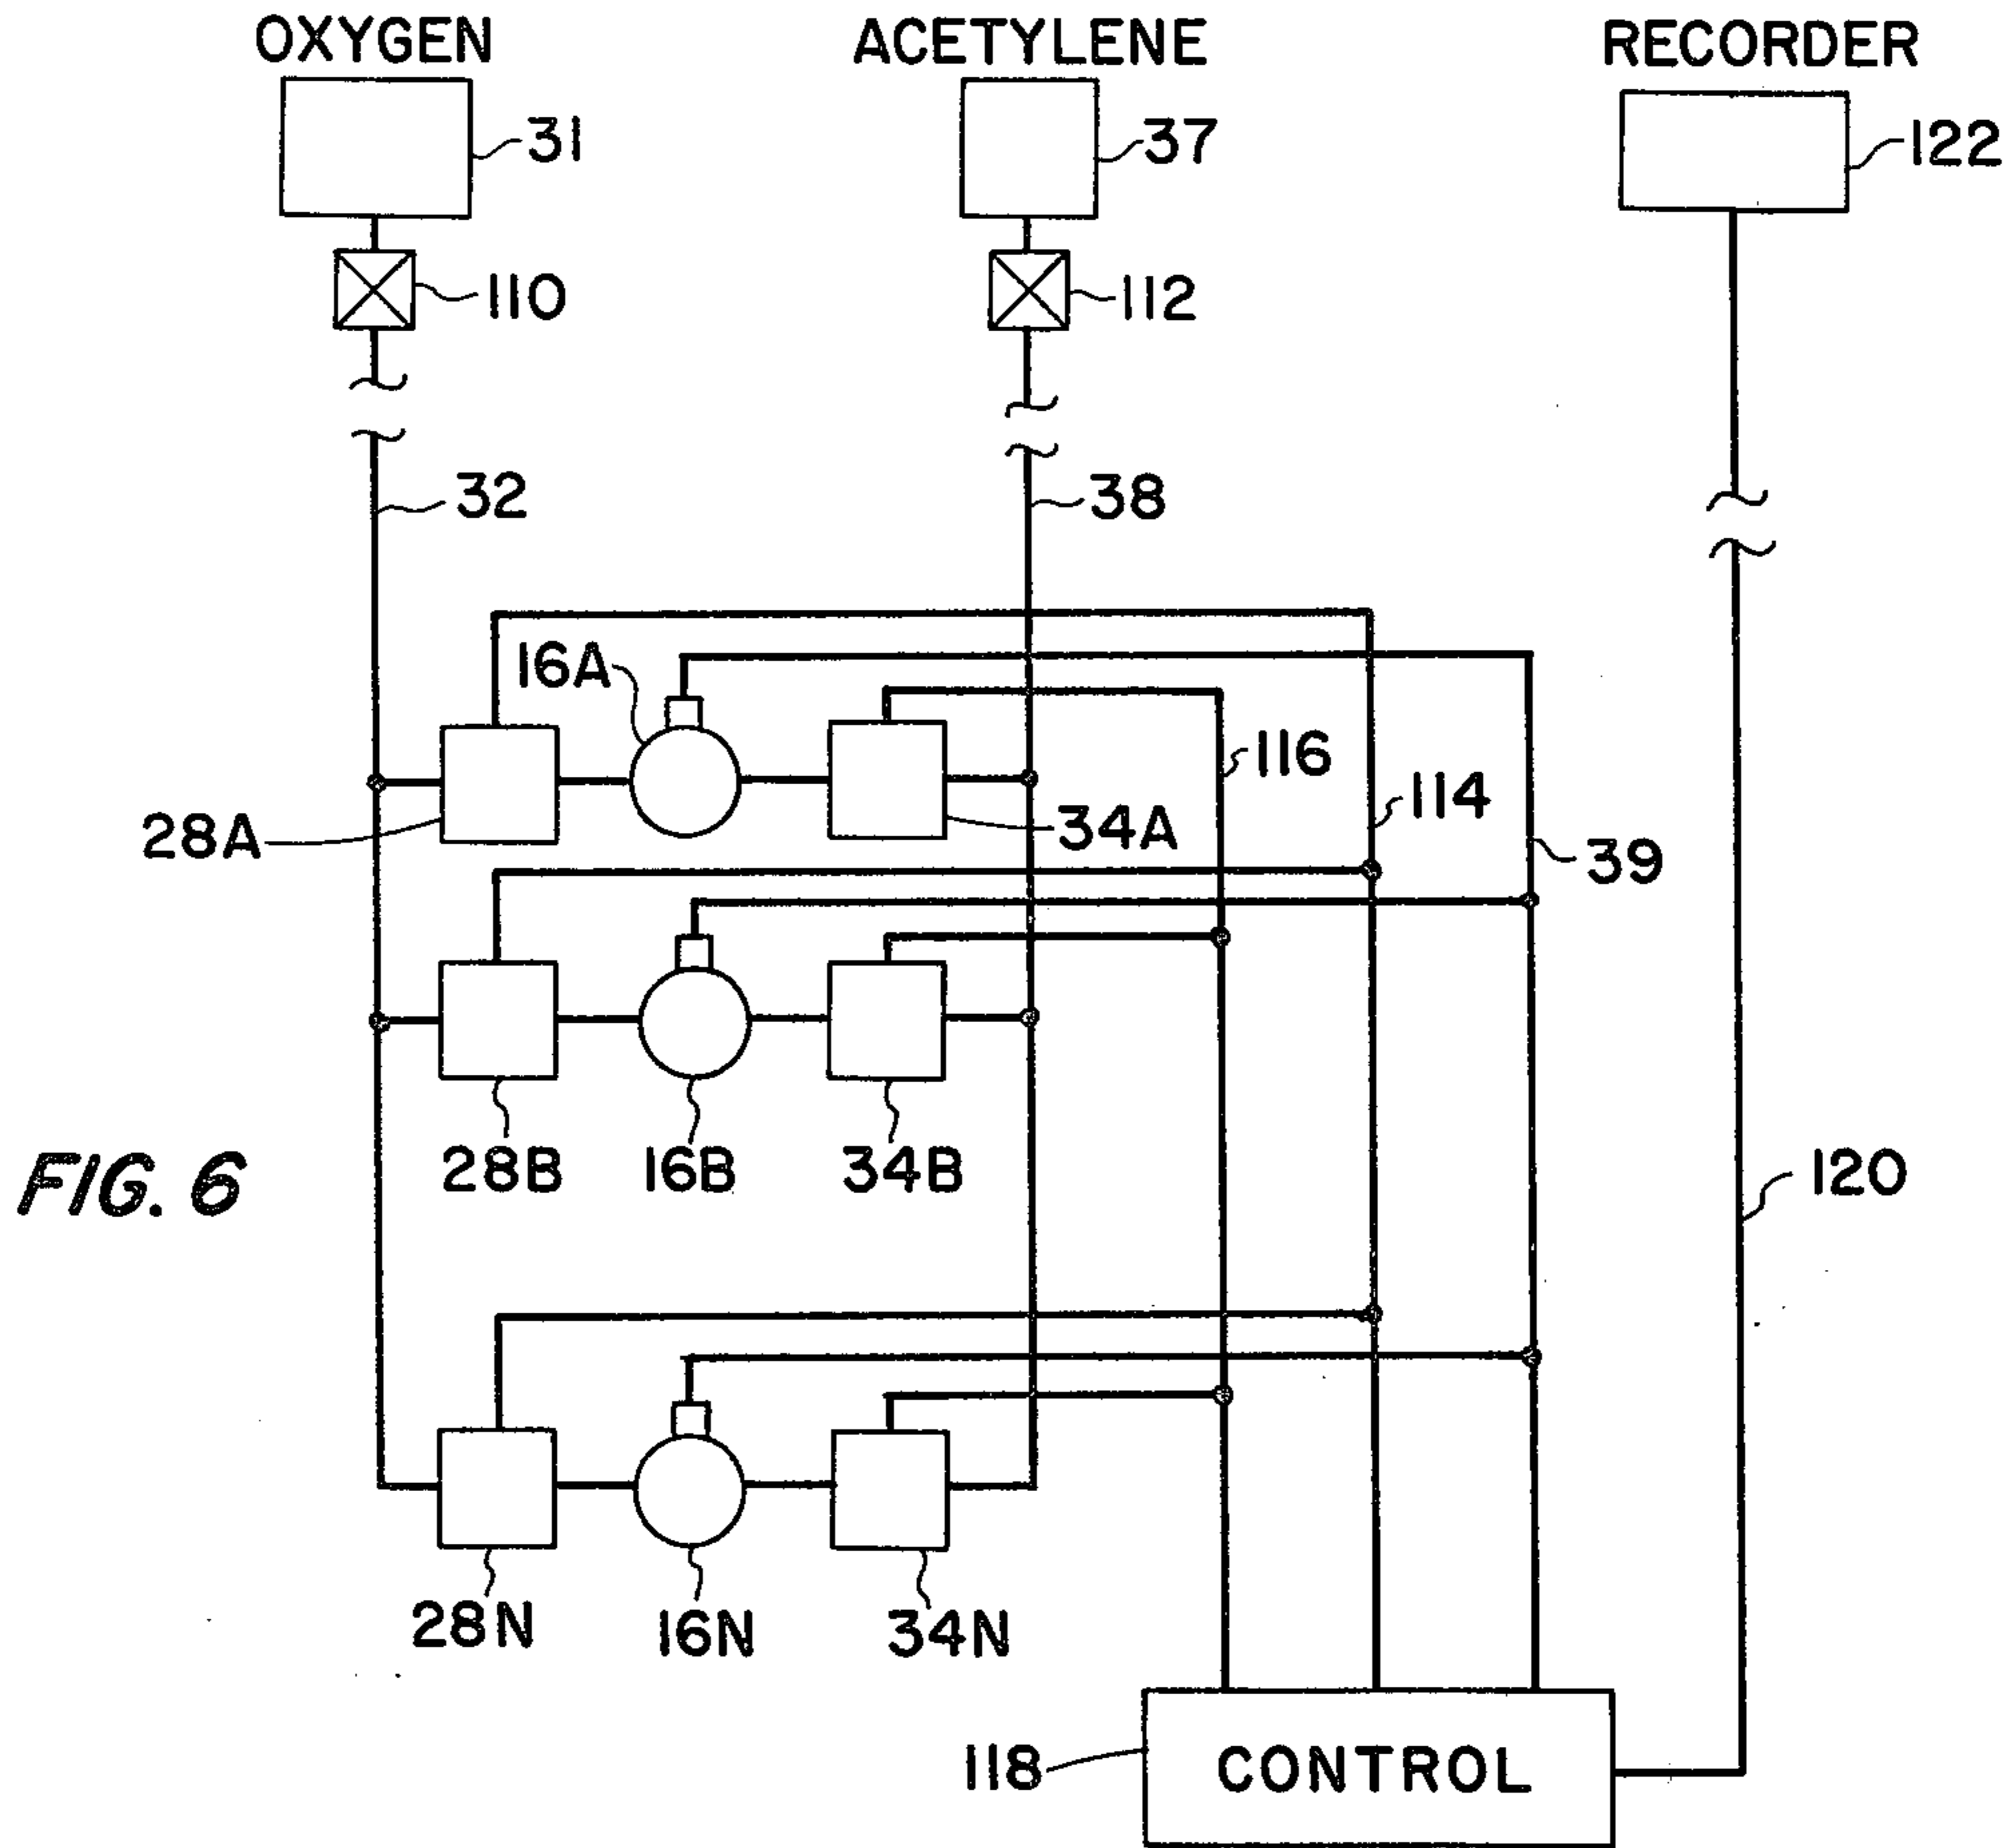 OXYGEN ACETYLENE RECORDER
31 37 122
110 112
32 38
16A
116
114
28A 34A 39
28B 16B 34B
FIG. 6
120
28N 16N 34N
118 CONTROL